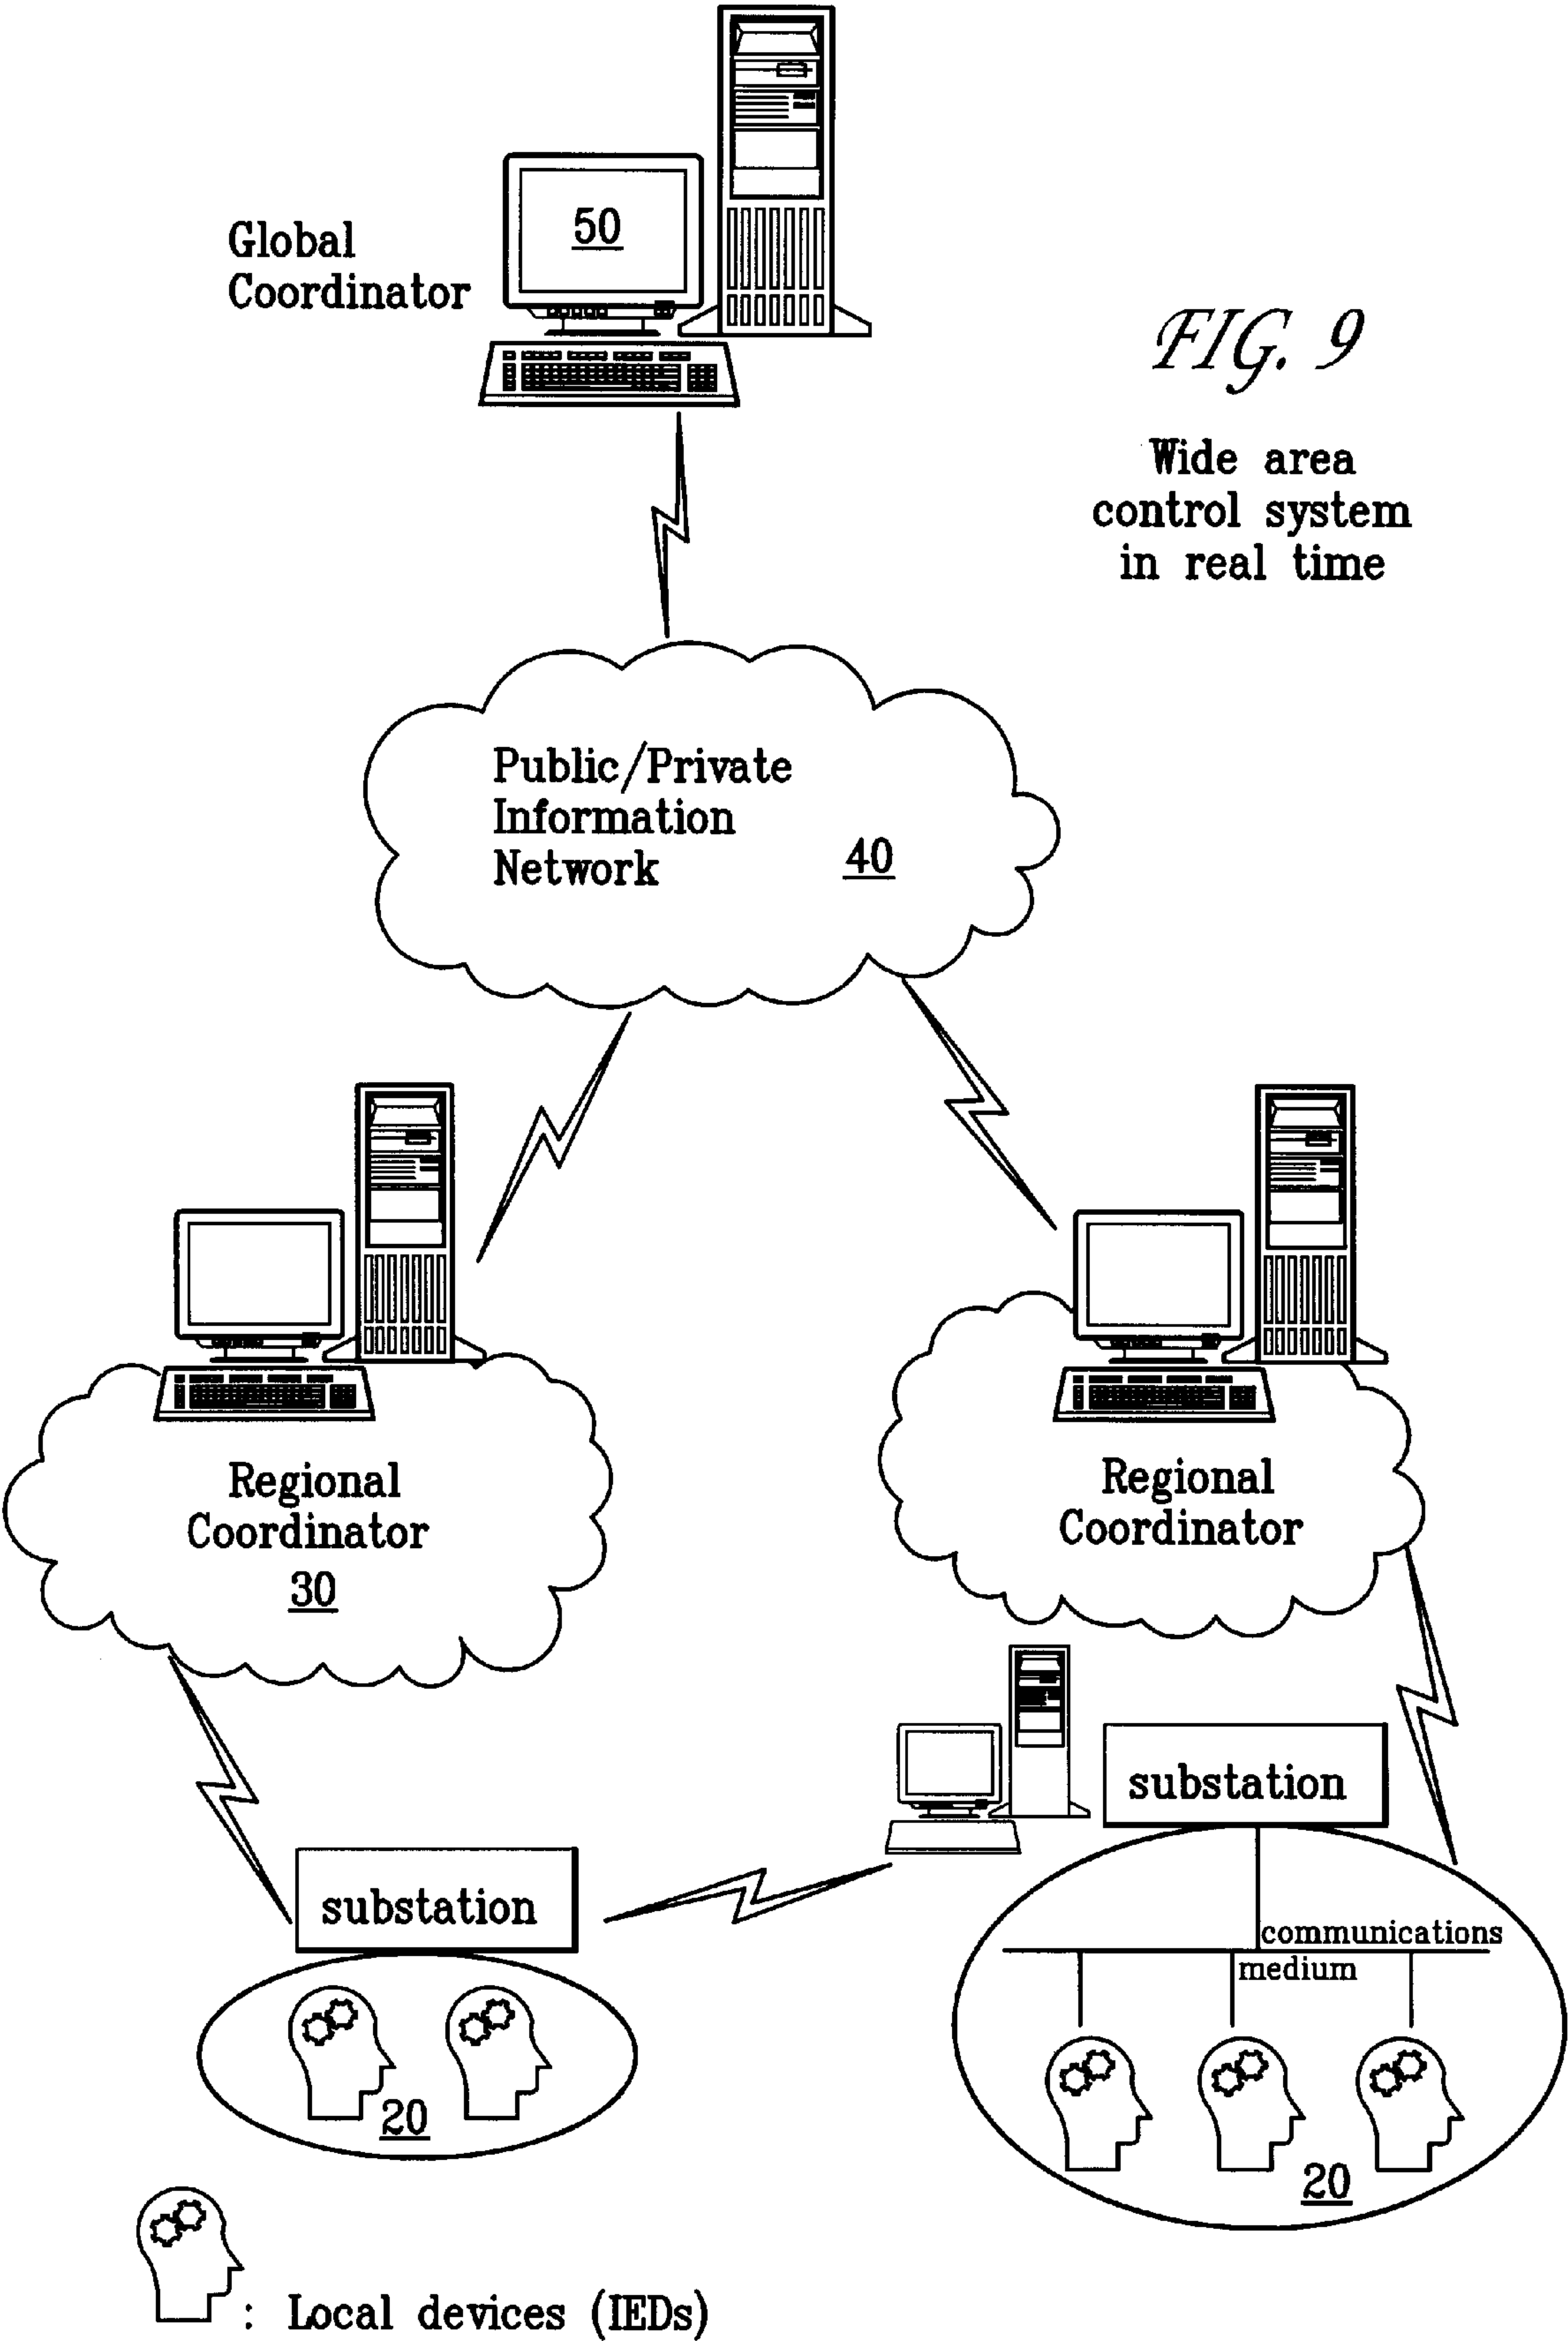 50
Global
Coordinator
FIG. 9
Wide area
control system
in real time
Public/Private
Information
Network
40
Regional
Coordinator
30
Regional
Coordinator
substation
substation
communications
medium
20
20
: Local devices (IEDs)